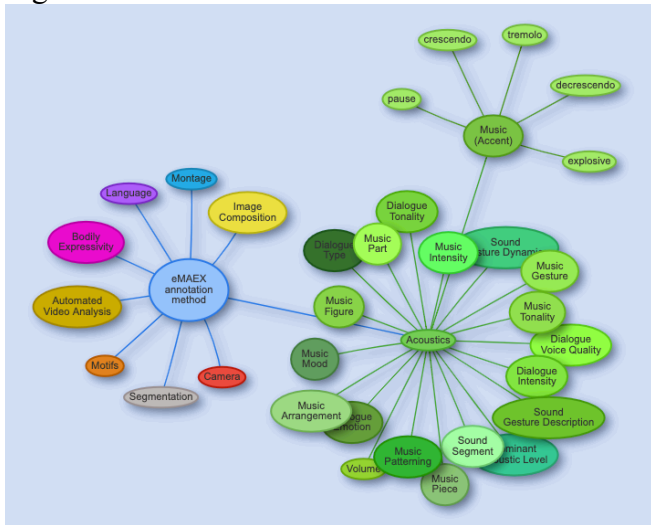 crescendo
tremolo
decrescendo
pause
Music
(Accent)
explosive
Montage
Language
Image
Composition
Bodily
Expressivity
eMAEX
annotation
method
Automated
Video Analysis
Motifs
Camera
Segmentation
Dialogue
Tonality
Music
Part
Type
Music
Intensity
Sound
Music
Gesture
Music
Figure
Music
Tonality
Acoustics
Dialogue
Voice Quality
Music
Mood
Dialogue
Intensity
Music
Arrangement
Sound
Gesture Description
Music
Patterning
Sound
Segment
Level
Volume
Music
Piece